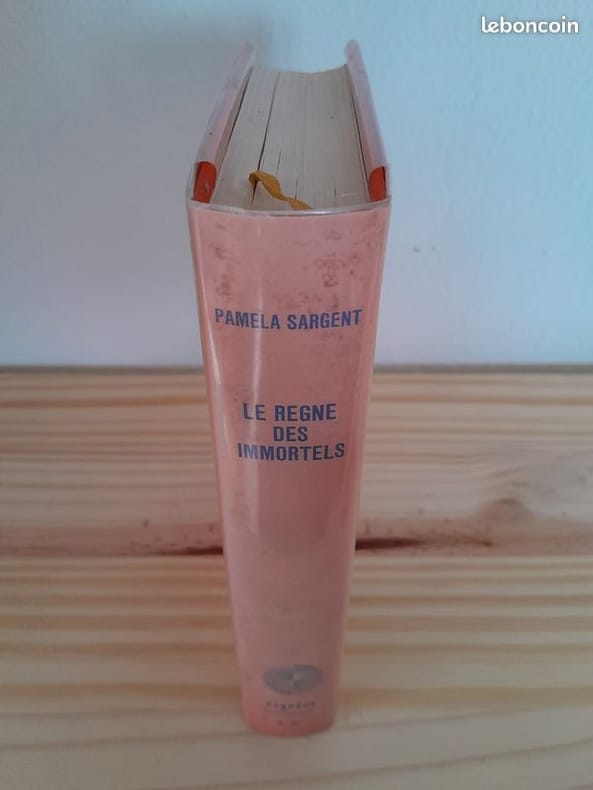 leboncoin
PAMELA SARGENT
LE REGNE
DES
IMMORTELS